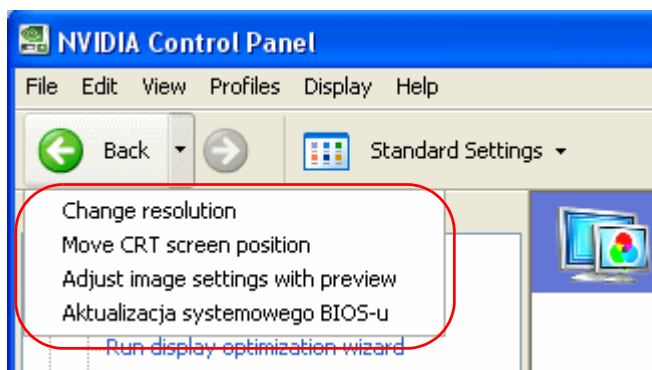 NVIDIA Control Panel
File Edit View Profiles Display Help
Back Standard Settings
Change resolution
Move CRT screen position
Adjust image settings with preview
Aktualizacja systemowego BIOS-u
Run display optimization wizard